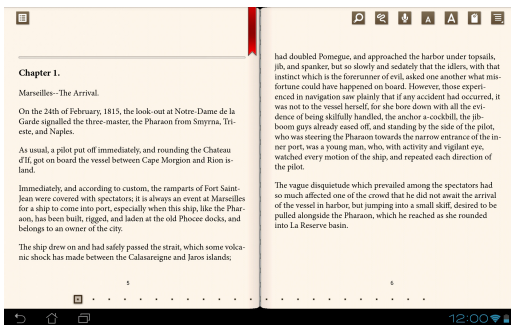 Chapter 1.
Marseilles--The Arrival.
On the 24th of February, 1815, the look-out at Notre-Dame de la
Garde signalled the three-master, the Pharaon from Smyrna, Tri-
este, and Naples.
As usual, a pilot put off immediately, and rounding the Chateau
d'If, got on board the vessel between Cape Morgion and Rion is-
land.
Immediately, and according to custom, the ramparts of Fort Saint-
Jean were covered with spectators; it is always an event at Marseilles
for a ship to come into port, especially when this ship, like the Phar-
aon, has been built, rigged, and laden at the old Phocee docks, and
belongs to an owner of the city.
The ship drew on and had safely passed the strait, which some volca-
nic shock has made between the Calasareigne and Jaros islands;
5
had doubled Pomegue, and approached the harbor under topsails,
jib, and spanker, but so slowly and sedately that the idlers, with that
instinct which is the forerunner of evil, asked one another what mis-
fortune could have happened on board. However, those experi-
enced in navigation saw plainly that if any accident had occurred, it
was not to the vessel herself, for she bore down with all the evi-
dence of being skilfully handled, the anchor a-cockbill, the jib-
boom guys already eased off, and standing by the side of the pilot,
who was steering the Pharaon towards the narrow entrance of the in-
ner port, was a young man, who, with activity and vigilant eye,
watched every motion of the ship, and repeated each direction of
the pilot.
The vague disquietude which prevailed among the spectators had
so much affected one of the crowd that he did not await the arrival
of the vessel in harbor, but jumping into a small skiff, desired to be
pulled alongside the Pharaon, which he reached as she rounded
into La Reserve basin.
6
A A
12:00